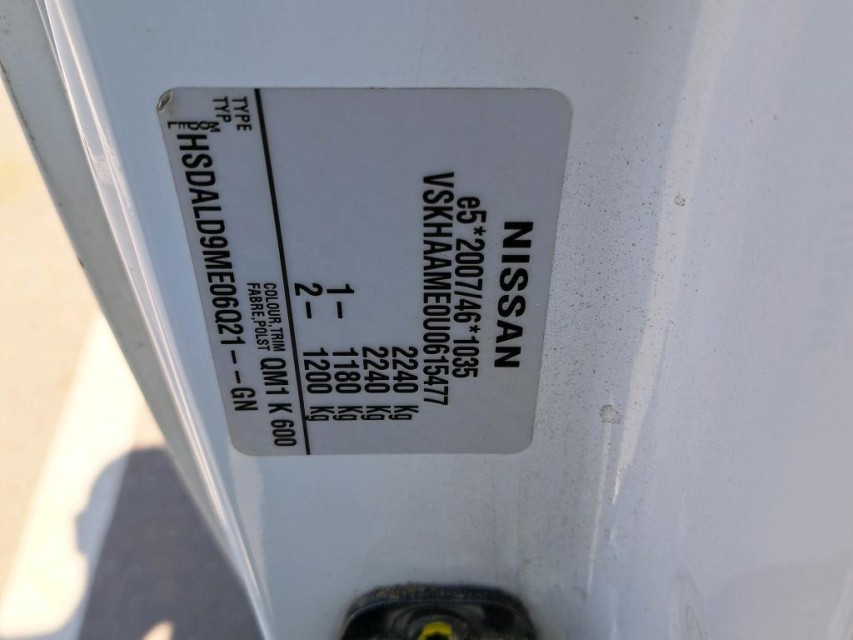 NISSAN
e5*2007/46*1035
VSKHAAME0U0615477
2240 Kg
2240 Kg
1- 1180 Kg
2- 1200 Kg
COLOUR,TRIM
FABRE,POLST QM1 K 600
TYPE
TYP
MODEL HSDALD9ME06Q21--GN